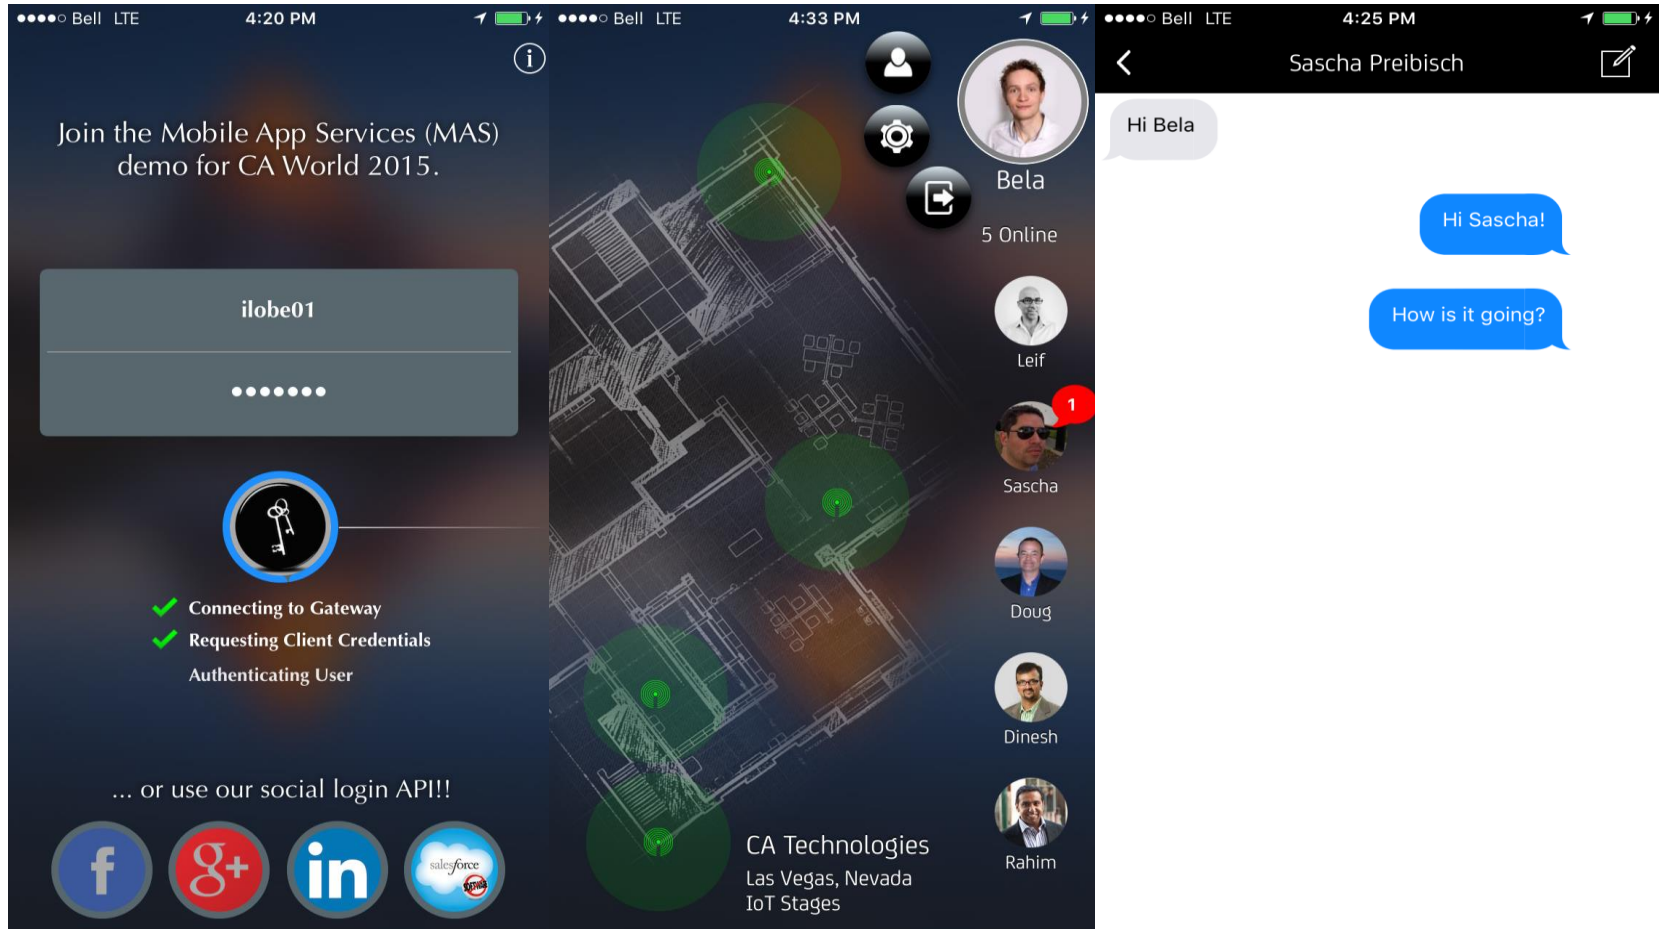 Bell LTE 4:20 PM
i
Join the Mobile App Services (MAS)
demo for CA World 2015.
ilobe01
Connecting to Gateway
Requesting Client Credentials
Authenticating User
... or use our social login API!!
f
g+
in
salesforce
Bell LTE 4:33 PM
Bela
5 Online
Leif
1
Sascha
Doug
Dinesh
Rahim
CA Technologies
Las Vegas, Nevada
IoT Stages
Bell LTE 4:25 PM
Sascha Preibisch
Hi Bela
Hi Sascha!
How is it going?